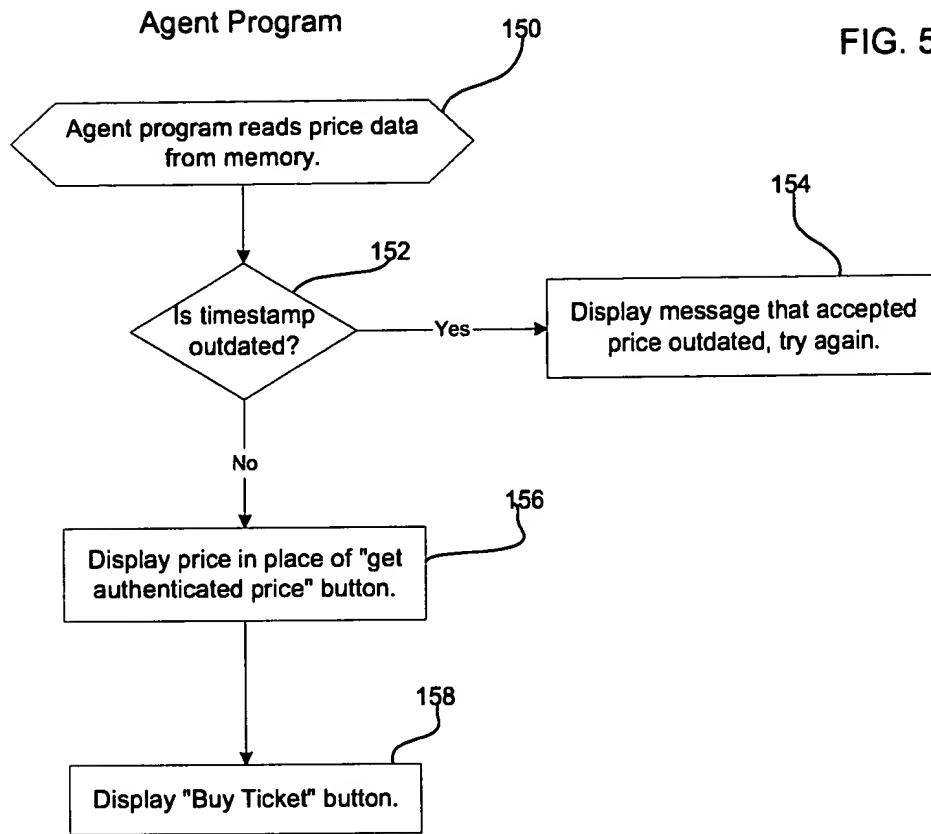 Agent Program
FIG. 5
150
Agent program reads price data
from memory.
152
Is timestamp
outdated?
Yes
154
Display message that accepted
price outdated, try again.
No
156
Display price in place of "get
authenticated price" button.
158
Display "Buy Ticket" button.